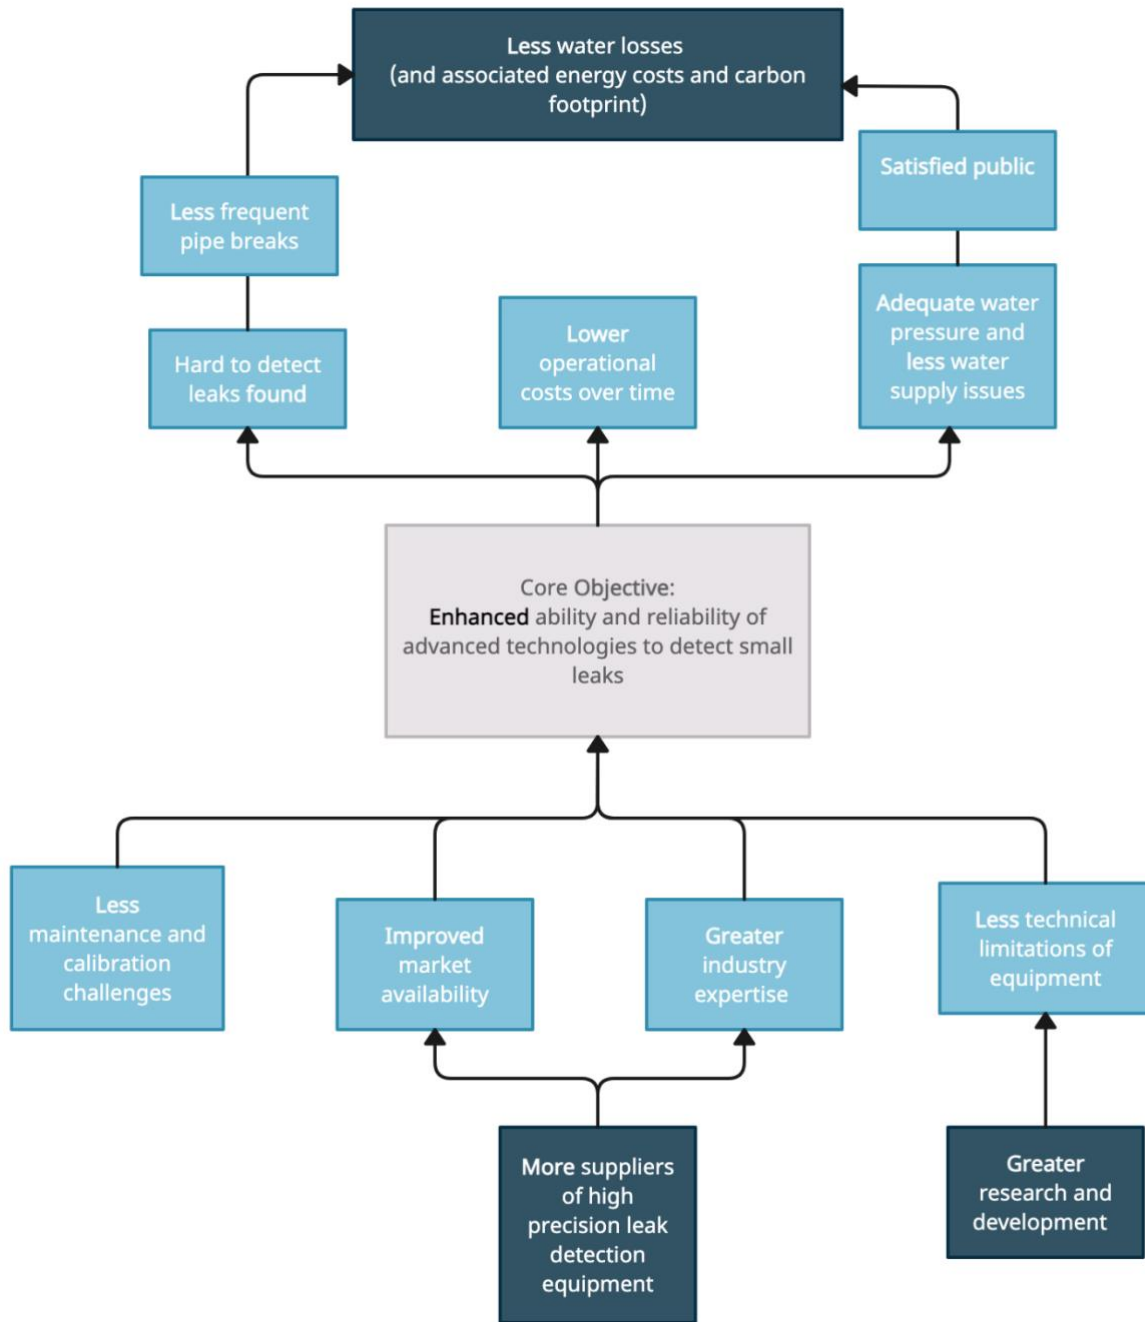 Less water losses
(and associated energy costs and carbon
footprint)
Satisfied public
Less frequent
pipe breaks
Adequate water
pressure and
less water
supply issues
Lower
operational
costs over time
Hard to detect
leaks found
Core Objective:
Enhanced ability and reliability of
advanced technologies to detect small
leaks
Less
maintenance and
calibration
challenges
Improved
market
availability
Greater
industry
expertise
Less technical
limitations of
equipment
More suppliers
of high
precision leak
detection
equipment
Greater
research and
development